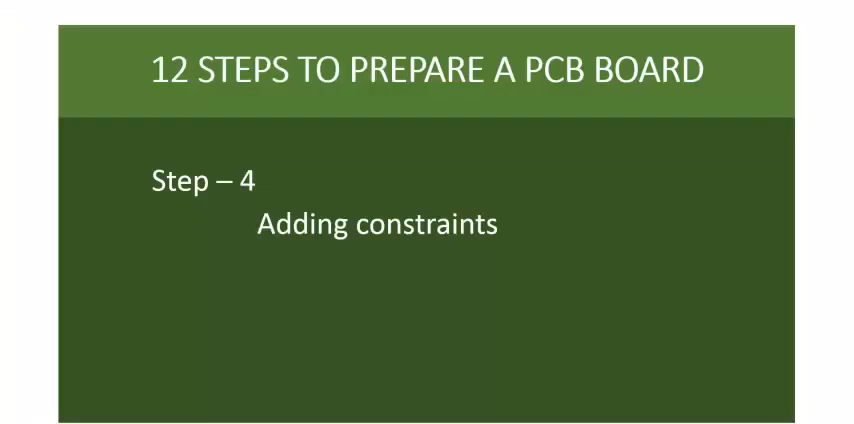 12 STEPS TO PREPARE A PCB BOARD
Step – 4
Adding constraints